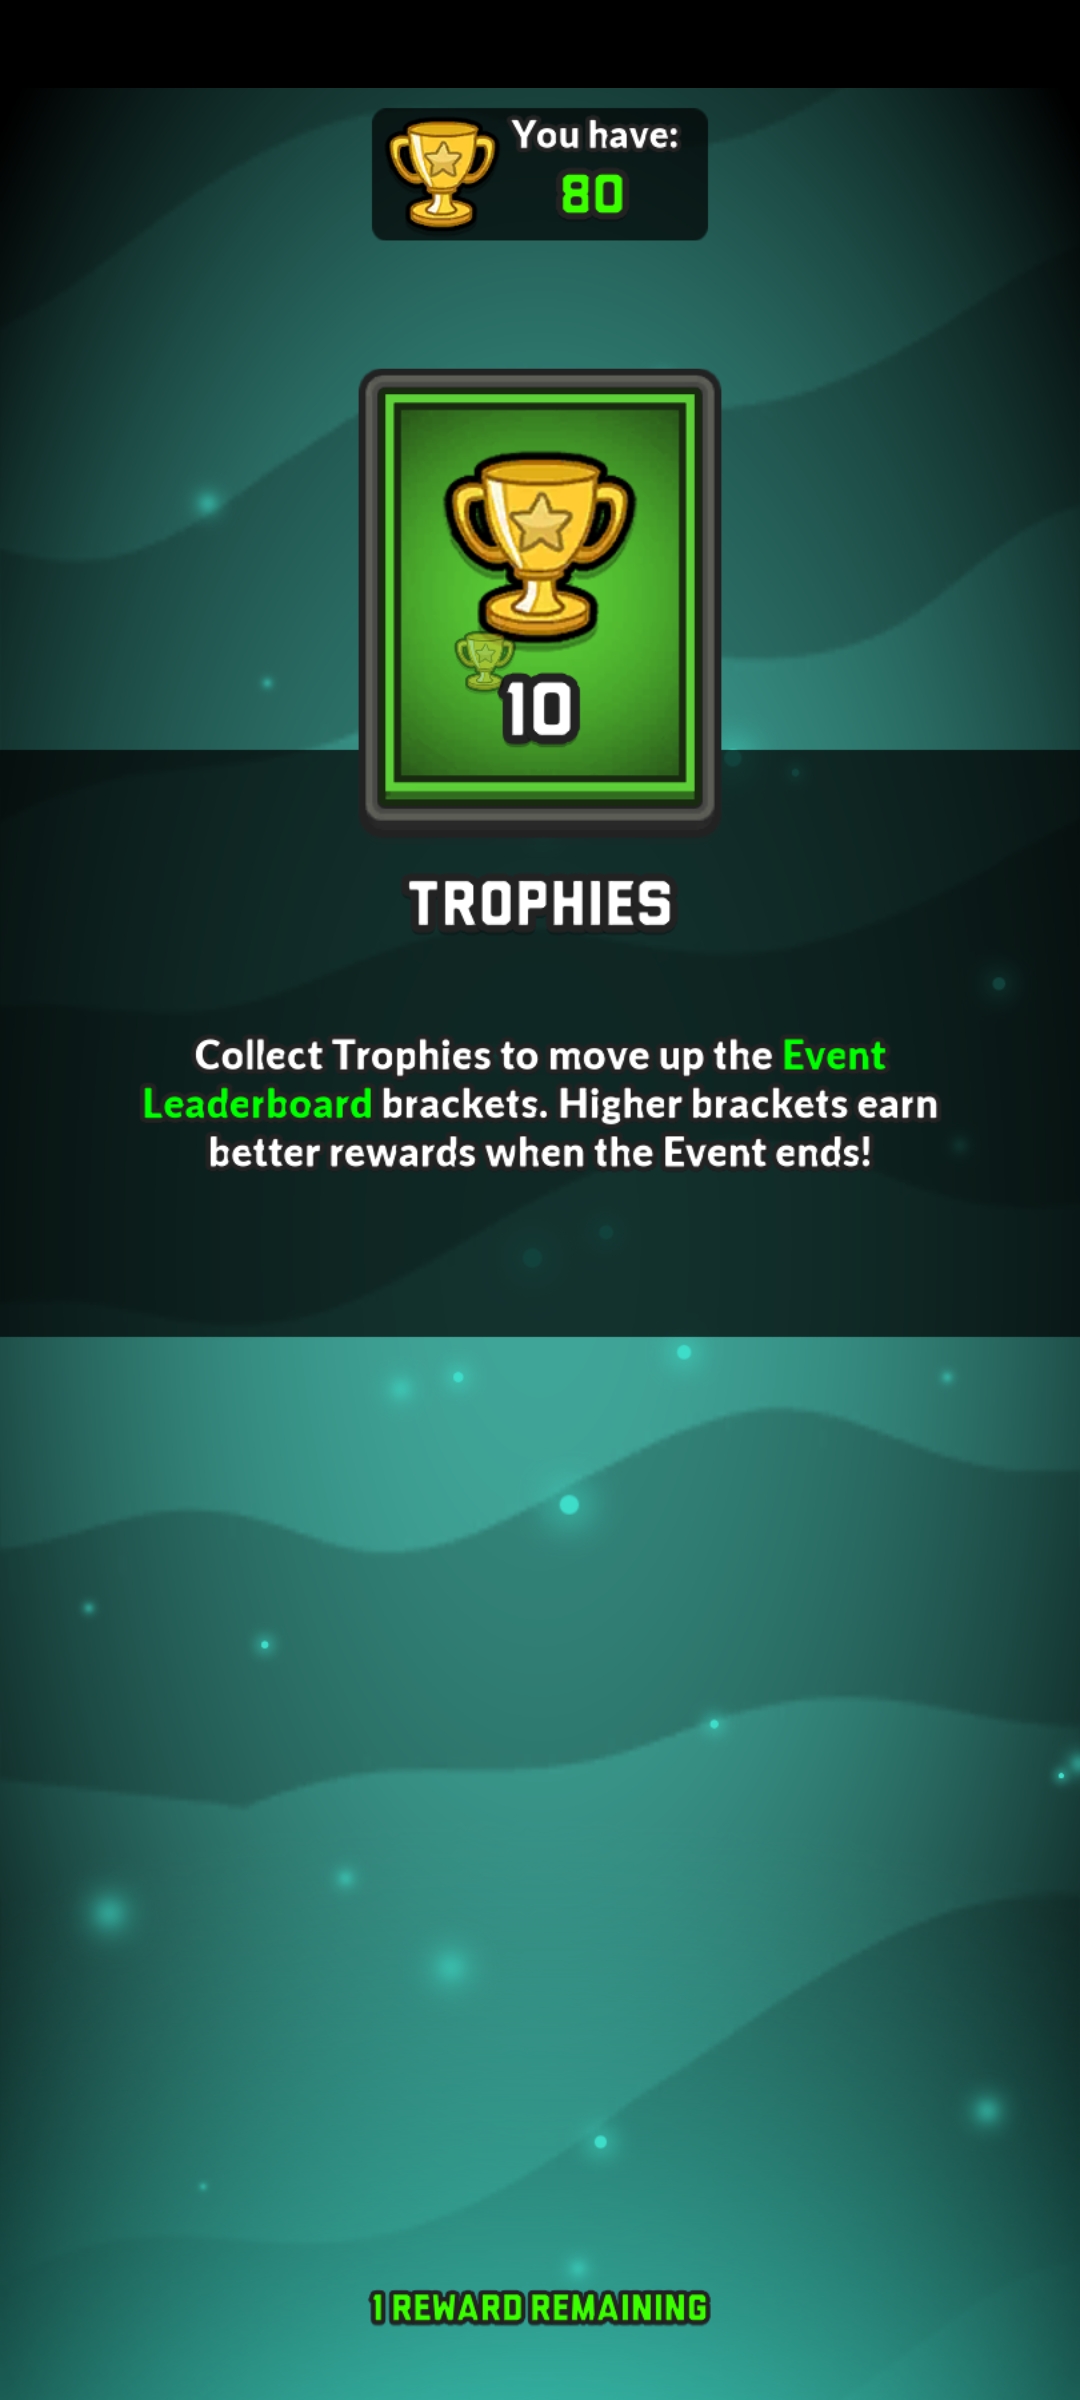 You have:
80
10
TROPHIES
Collect Trophies to move up the Event
Leaderboard brackets. Higher brackets earn
better rewards when the Event ends!
1 REWARD REMAINING